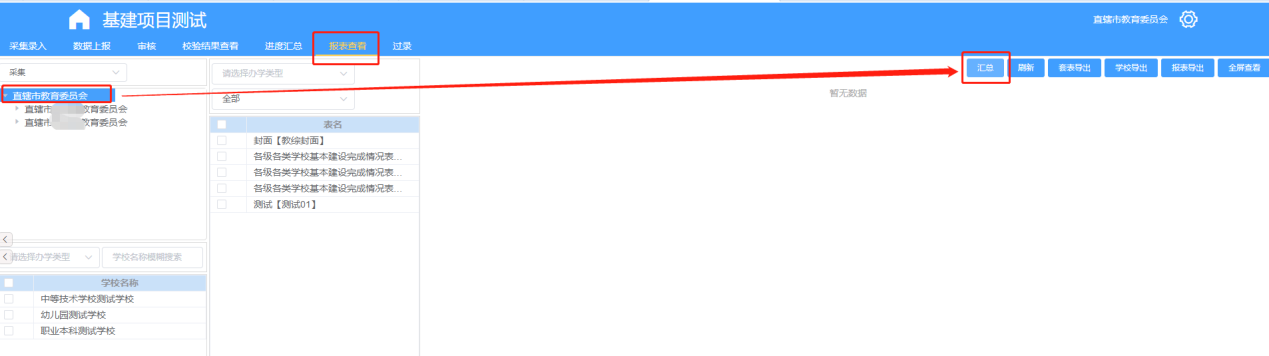 基建项目测试
直辖市教育委员会
采集录入 数据上报 审核 校验结果查看 进度汇总 报表查看 过录
采集
请选择办学类型
汇总 刷新 套表导出 学校导出 报表导出 全屏查看
直辖市教育委员会
直辖市 教育委员会
直辖市 教育委员会
全部
暂无数据
表名
封面【教综封面】
各级各类学校基本建设完成情况表...
各级各类学校基本建设完成情况表...
各级各类学校基本建设完成情况表...
测试【测试01】
请选择办学类型
学校名称模糊搜索
学校名称
中等技术学校测试学校
幼儿园测试学校
职业本科测试学校